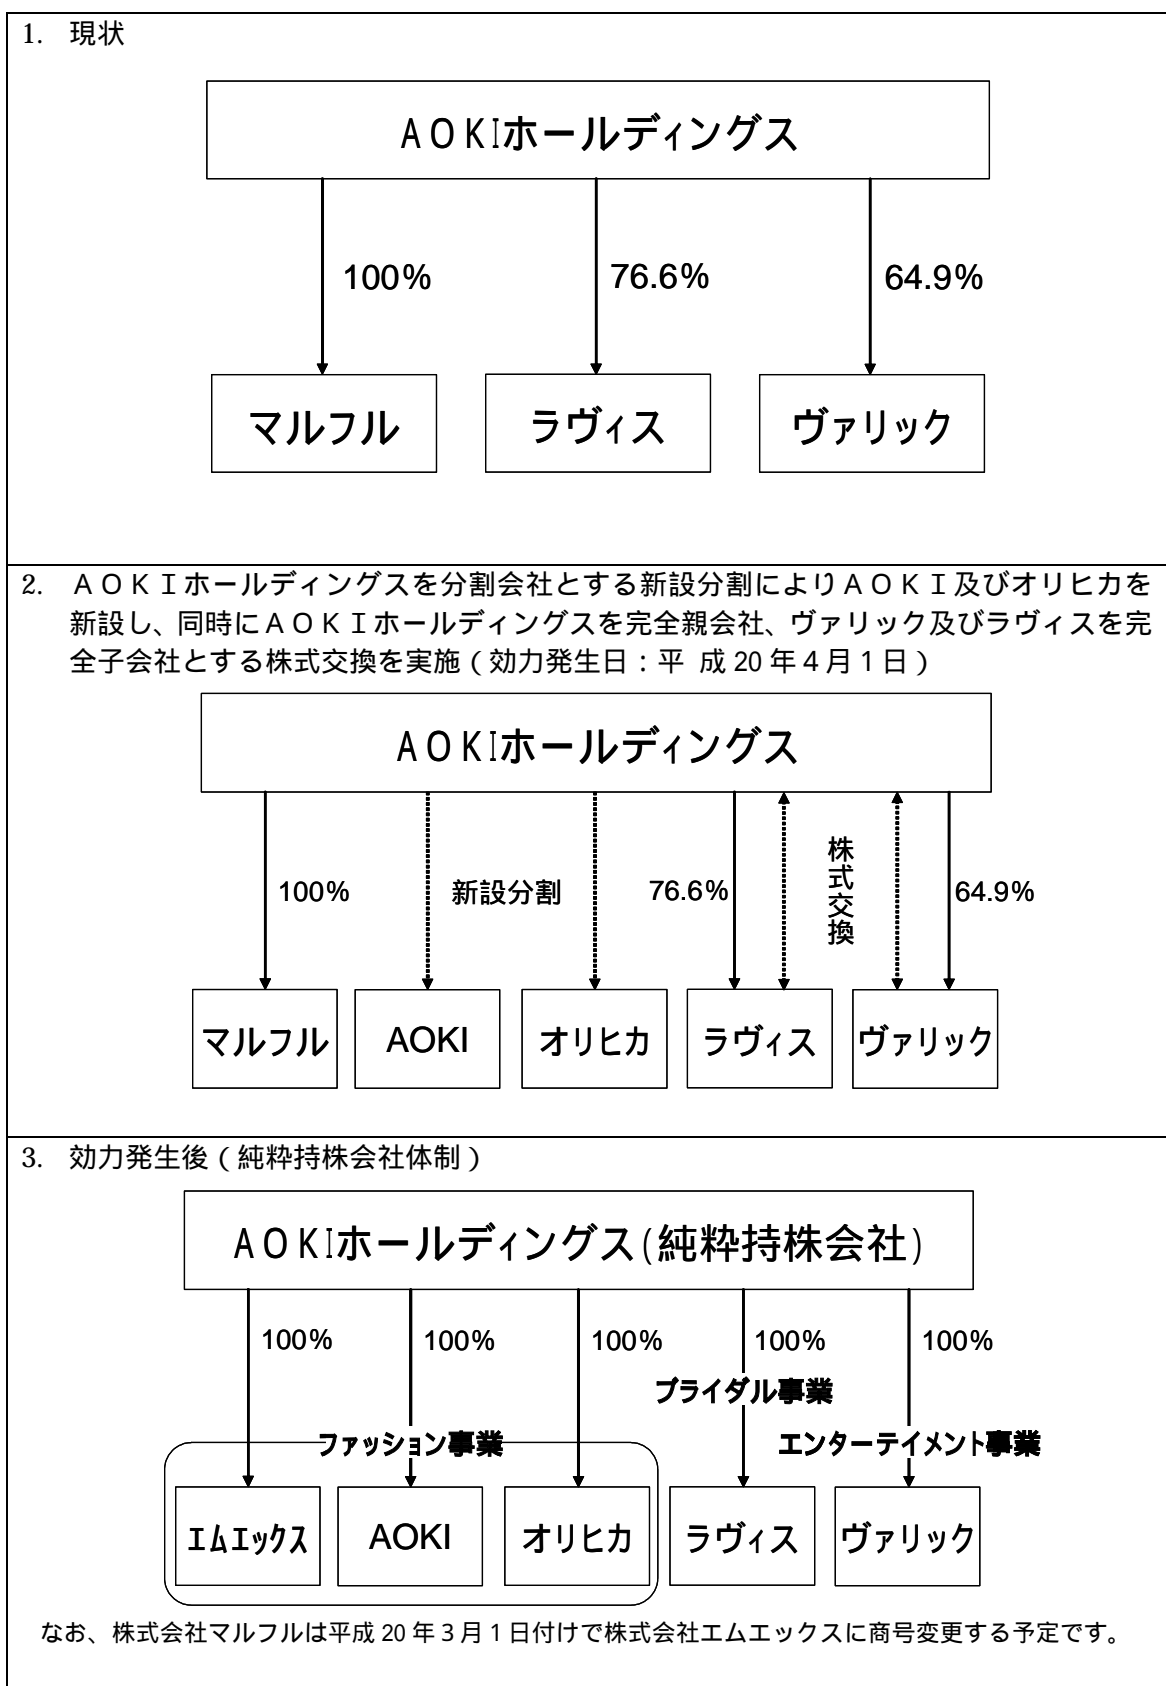 1. 現状
ＡＯＫＩホールディングス
100%
76.6%
64.9%
マルフル
ラヴィス
ヴァリック
2. ＡＯＫＩホールディングスを分割会社とする新設分割によりＡＯＫＩ及びオリヒカを
新設し、同時にＡＯＫＩホールディングスを完全親会社、ヴァリック及びラヴィスを完
全子会社とする株式交換を実施（効力発生日：平 成 20 年 4 月 1 日）
ＡＯＫＩホールディングス
100%
新設分割
76.6%
株式交換
64.9%
マルフル
AOKI
オリヒカ
ラヴィス
ヴァリック
3. 効力発生後（純粋持株会社体制）
ＡＯＫＩホールディングス(純粋持株会社)
100%
100%
100%
100%
100%
ブライダル事業
ファッション事業
エンターテイメント事業
エムエックス
AOKI
オリヒカ
ラヴィス
ヴァリック
なお、株式会社マルフルは平成 20 年 3 月 1 日付けで株式会社エムエックスに商号変更する予定です。